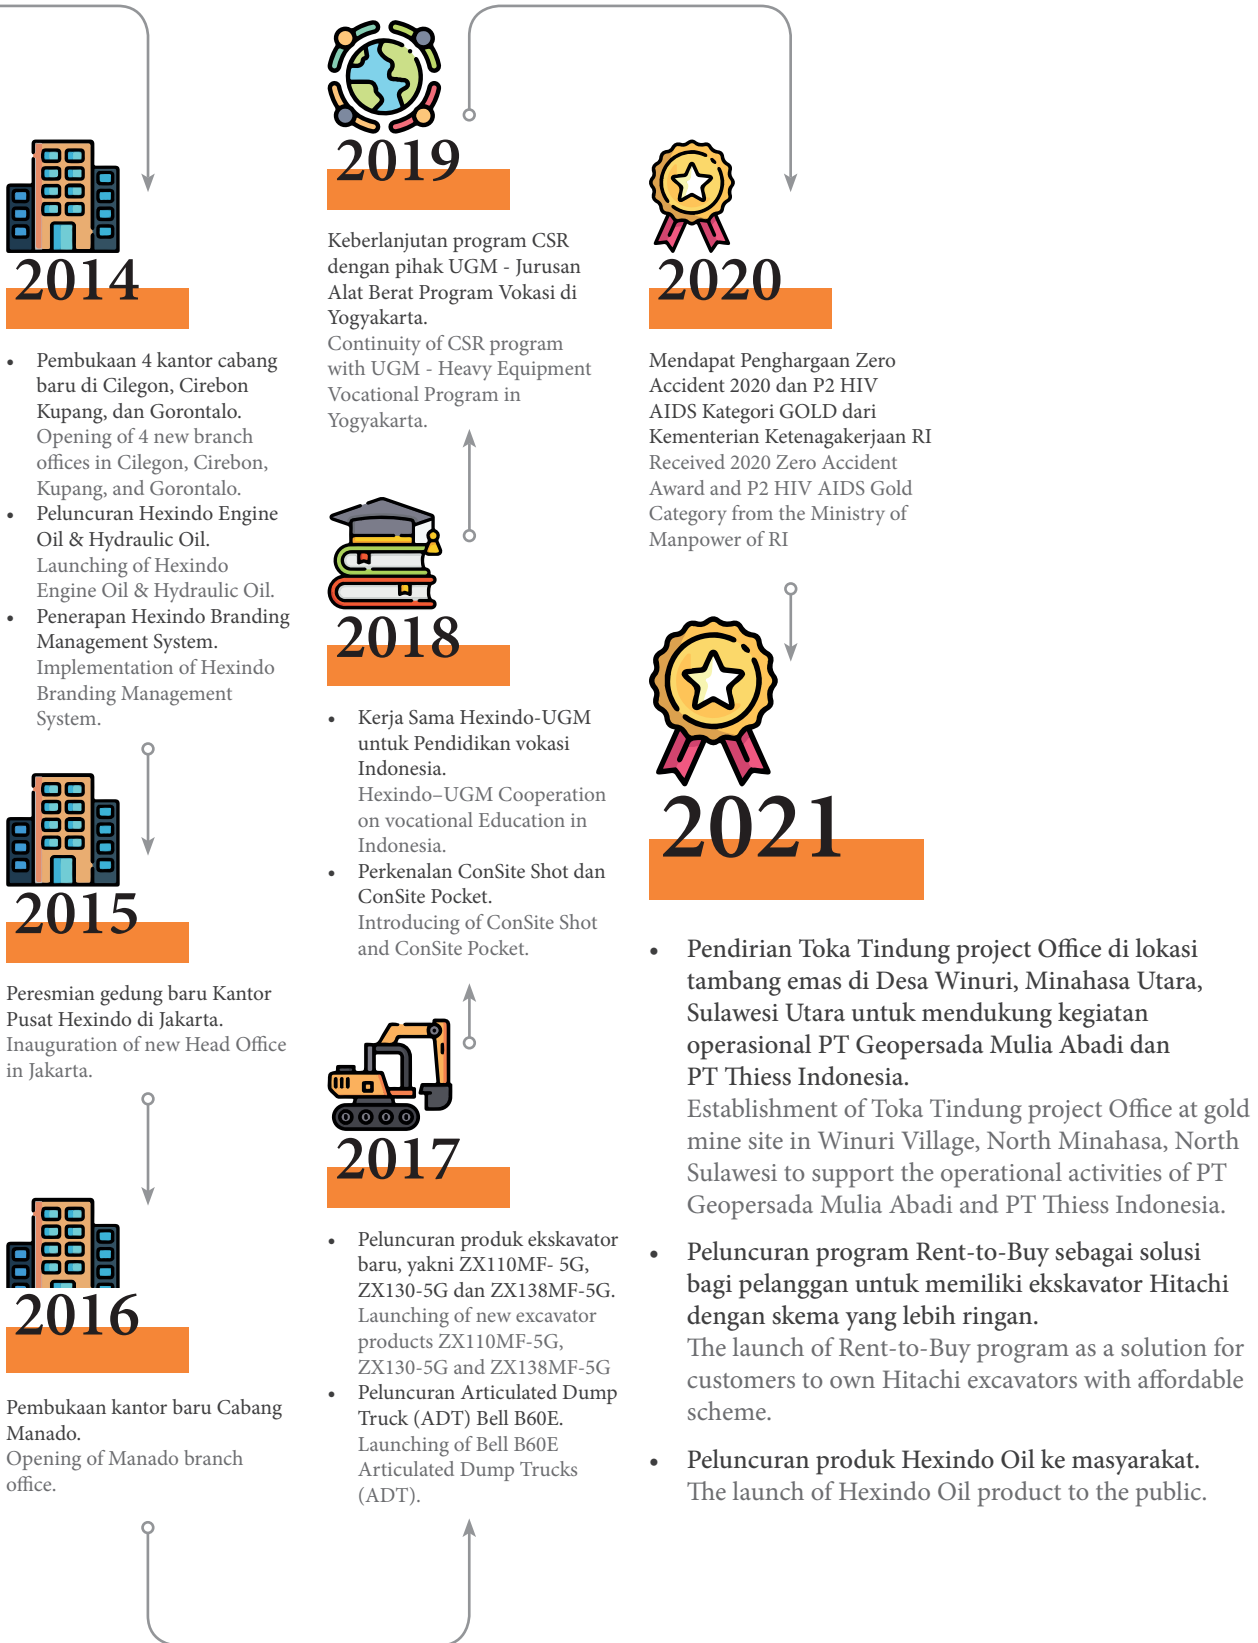 2014
• Pembukaan 4 kantor cabang
baru di Cilegon, Cirebon
Kupang, dan Gorontalo.
Opening of 4 new branch
offices in Cilegon, Cirebon,
Kupang, and Gorontalo.
• Peluncuran Hexindo Engine
Oil & Hydraulic Oil.
Launching of Hexindo
Engine Oil & Hydraulic Oil.
• Penerapan Hexindo Branding
Management System.
Implementation of Hexindo
Branding Management
System.
2015
Peresmian gedung baru Kantor
Pusat Hexindo di Jakarta.
Inauguration of new Head Office
in Jakarta.
2016
Pembukaan kantor baru Cabang
Manado.
Opening of Manado branch
office.
2017
• Peluncuran produk ekskavator
baru, yakni ZX110MF- 5G,
ZX130-5G dan ZX138MF-5G.
Launching of new excavator
products ZX110MF-5G,
ZX130-5G and ZX138MF-5G
• Peluncuran Articulated Dump
Truck (ADT) Bell B60E.
Launching of Bell B60E
Articulated Dump Trucks
(ADT).
2018
• Kerja Sama Hexindo-UGM
untuk Pendidikan vokasi
Indonesia.
Hexindo–UGM Cooperation
on vocational Education in
Indonesia.
• Perkenalan ConSite Shot dan
ConSite Pocket.
Introducing of ConSite Shot
and ConSite Pocket.
2019
Keberlanjutan program CSR
dengan pihak UGM - Jurusan
Alat Berat Program Vokasi di
Yogyakarta.
Continuity of CSR program
with UGM - Heavy Equipment
Vocational Program in
Yogyakarta.
2020
Mendapat Penghargaan Zero
Accident 2020 dan P2 HIV
AIDS Kategori GOLD dari
Kementerian Ketenagakerjaan RI
Received 2020 Zero Accident
Award and P2 HIV AIDS Gold
Category from the Ministry of
Manpower of RI
2021
• Pendirian Toka Tindung project Office di lokasi
tambang emas di Desa Winuri, Minahasa Utara,
Sulawesi Utara untuk mendukung kegiatan
operasional PT Geopersada Mulia Abadi dan
PT Thiess Indonesia.
Establishment of Toka Tindung project Office at gold
mine site in Winuri Village, North Minahasa, North
Sulawesi to support the operational activities of PT
Geopersada Mulia Abadi and PT Thiess Indonesia.
• Peluncuran program Rent-to-Buy sebagai solusi
bagi pelanggan untuk memiliki ekskavator Hitachi
dengan skema yang lebih ringan.
The launch of Rent-to-Buy program as a solution for
customers to own Hitachi excavators with affordable
scheme.
• Peluncuran produk Hexindo Oil ke masyarakat.
The launch of Hexindo Oil product to the public.